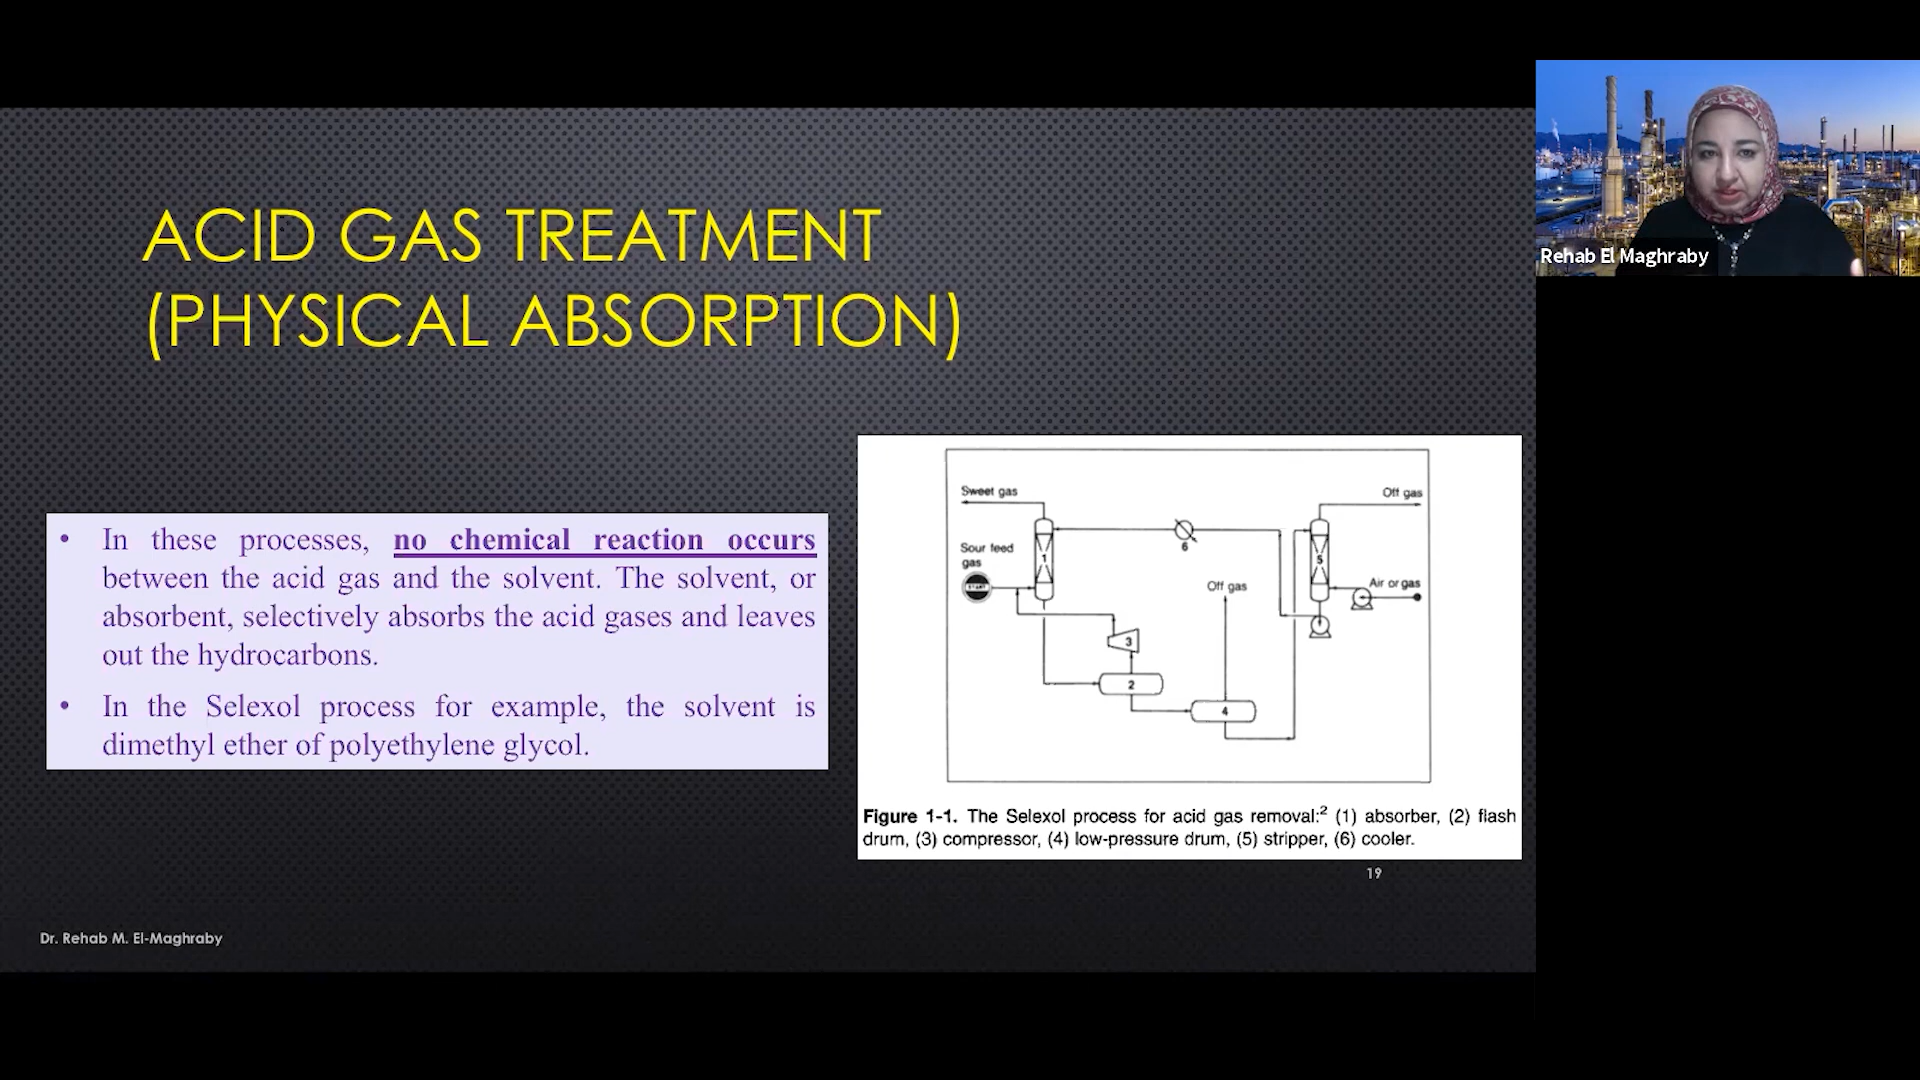 ACID GAS TREATMENT
(PHYSICAL ABSORPTION)
• In these processes, no chemical reaction occurs
between the acid gas and the solvent. The solvent, or
absorbent, selectively absorbs the acid gases and leaves
out the hydrocarbons.
• In the Selexol process for example, the solvent is
dimethyl ether of polyethylene glycol.
Sweet gas
Off gas
Sour feed
gas
START
1
6
5
Off gas
Air or gas
3
2
4
Figure 1-1. The Selexol process for acid gas removal:2 (1) absorber, (2) flash
drum, (3) compressor, (4) low-pressure drum, (5) stripper, (6) cooler.
19
Dr. Rehab M. El-Maghraby
Rehab El Maghraby